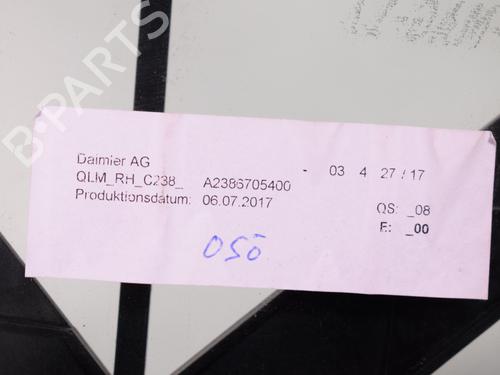 B-PARTS
Daimler AG - 03 4 27/17
QLM_RH_C238_ A2386705400
Produktionsdatum: 06.07.2017 QS: _08
E: _00
050